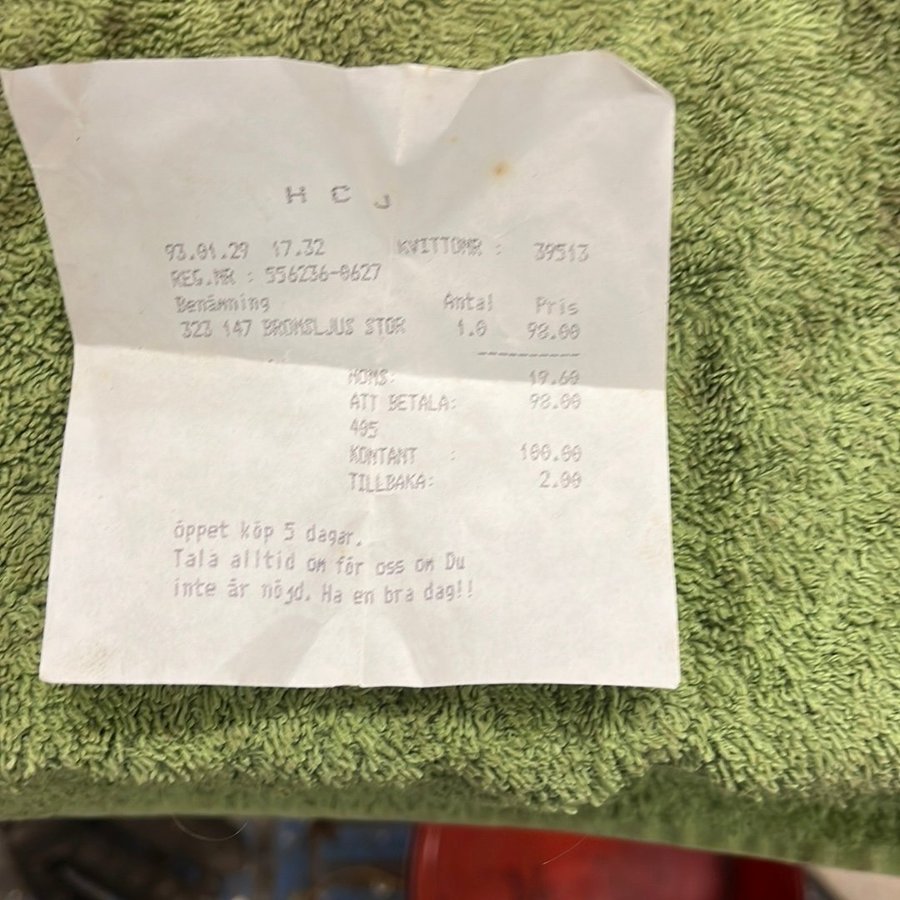 H C J
93.01.29 17.32 KVITTONR : 39513
REG.NR : 556236-0627
Benämning Antal Pris
323 147 BROMSLJUS STOR 1.0 98.00
----------
MOMS: 19.60
ATT BETALA: 98.00
405
KONTANT : 100.00
TILLBAKA: 2.00
öppet köp 5 dagar.
Tala alltid om för oss om Du
inte är nöjd. Ha en bra dag!!